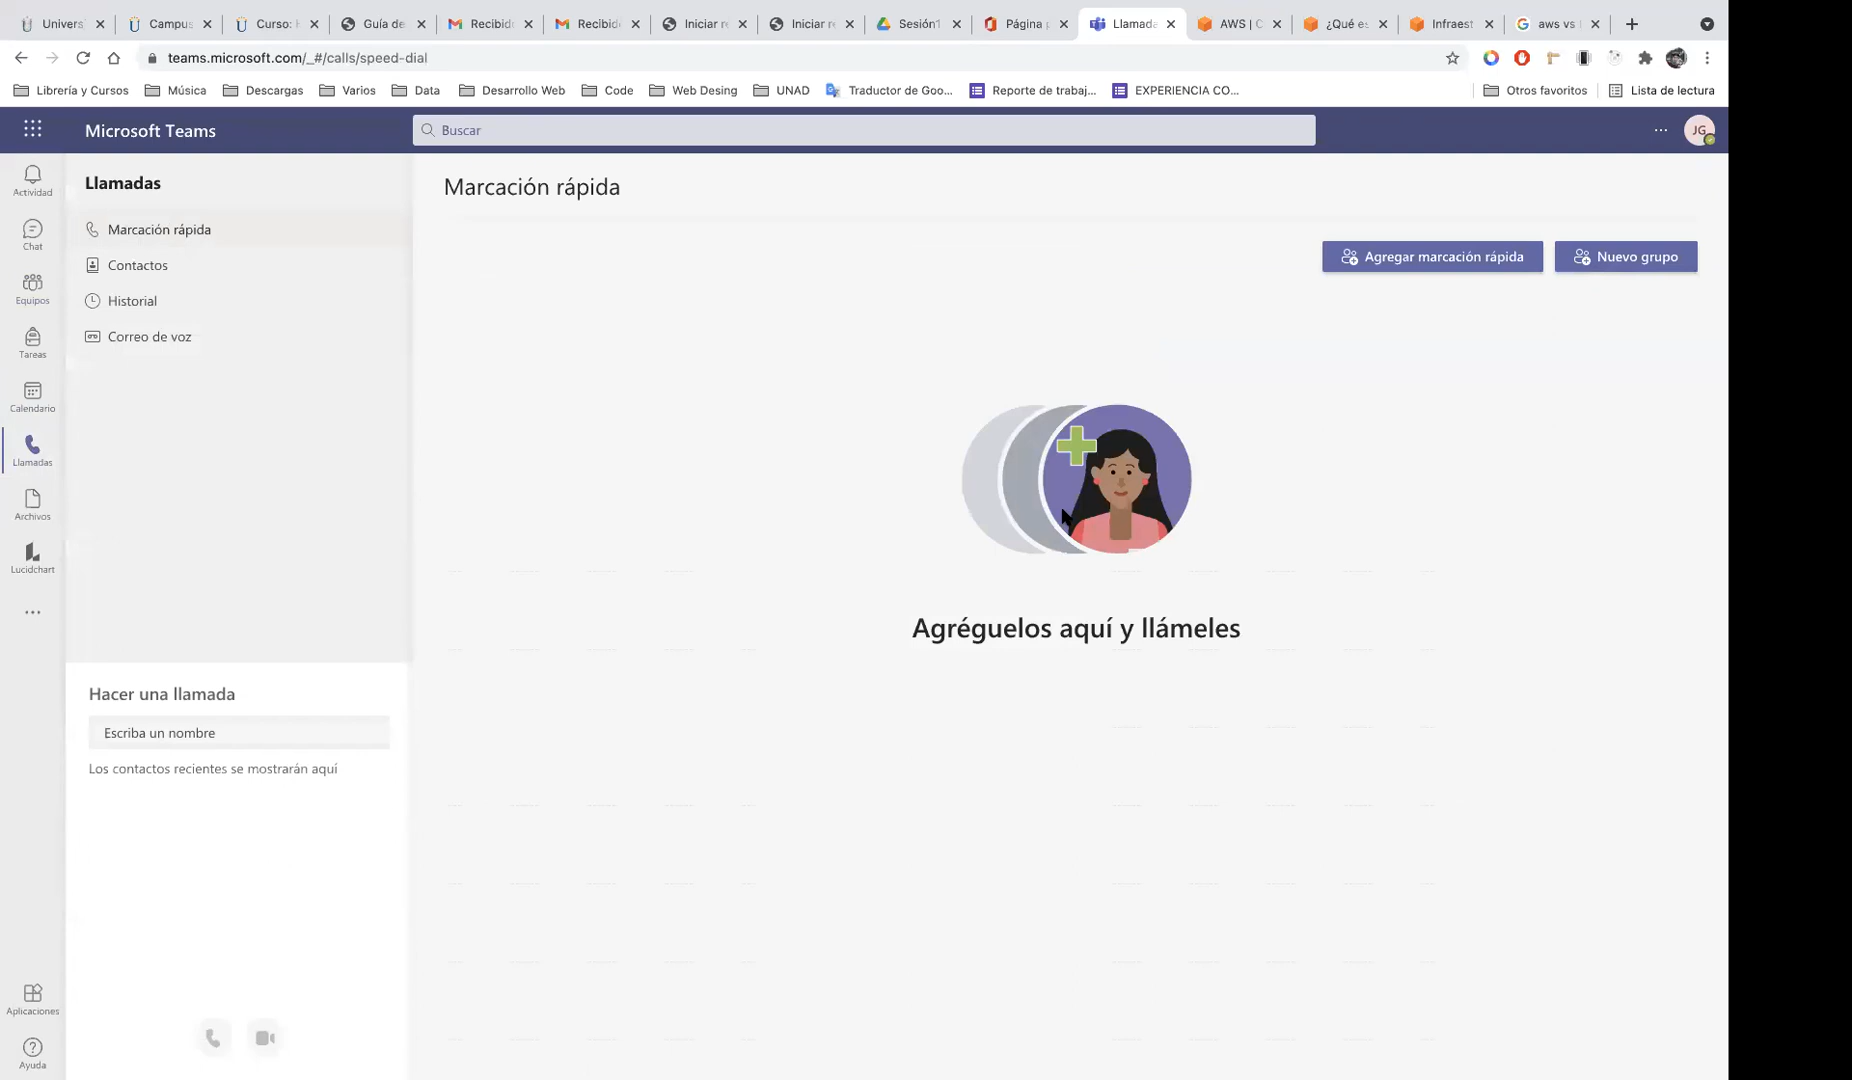 Univers
Campus
Curso: H
Guía de
Recibido
Recibido
Iniciar re
Iniciar re
Sesión1
Página p
Llamada
AWS | C
¿Qué es
Infraest
aws vs
teams.microsoft.com/_#/calls/speed-dial
Librería y Cursos
Música
Descargas
Varios
Data
Desarrollo Web
Code
Web Desing
UNAD
Traductor de Goo...
Reporte de trabaj...
EXPERIENCIA CO...
Otros favoritos
Lista de lectura
Microsoft Teams
Buscar
JG
Actividad
Chat
Equipos
Tareas
Calendario
Llamadas
Archivos
Lucidchart
Aplicaciones
Ayuda
Llamadas
Marcación rápida
Contactos
Historial
Correo de voz
Hacer una llamada
Escriba un nombre
Los contactos recientes se mostrarán aquí
Marcación rápida
Agregar marcación rápida
Nuevo grupo
Agréguelos aquí y llámeles